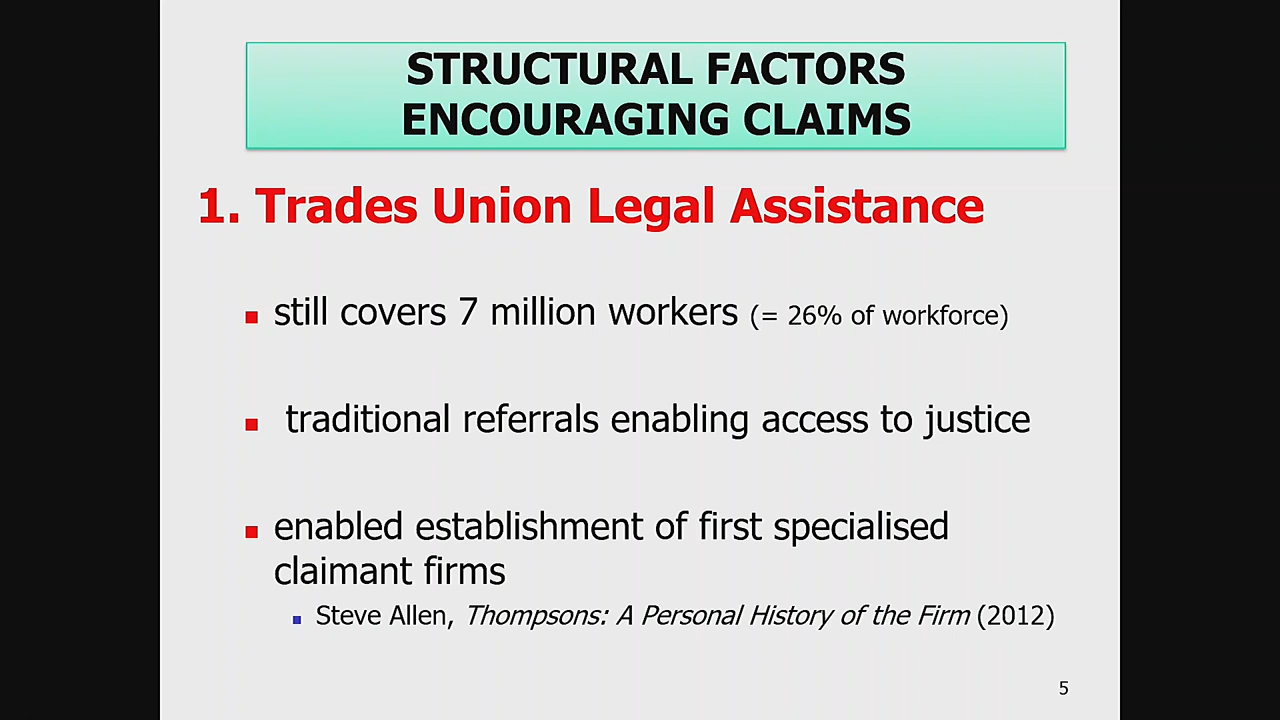 STRUCTURAL FACTORS
ENCOURAGING CLAIMS
1. Trades Union Legal Assistance
still covers 7 million workers (= 26% of workforce)
traditional referrals enabling access to justice
enabled establishment of first specialised
claimant firms
Steve Allen, Thompsons: A Personal History of the Firm (2012)
5